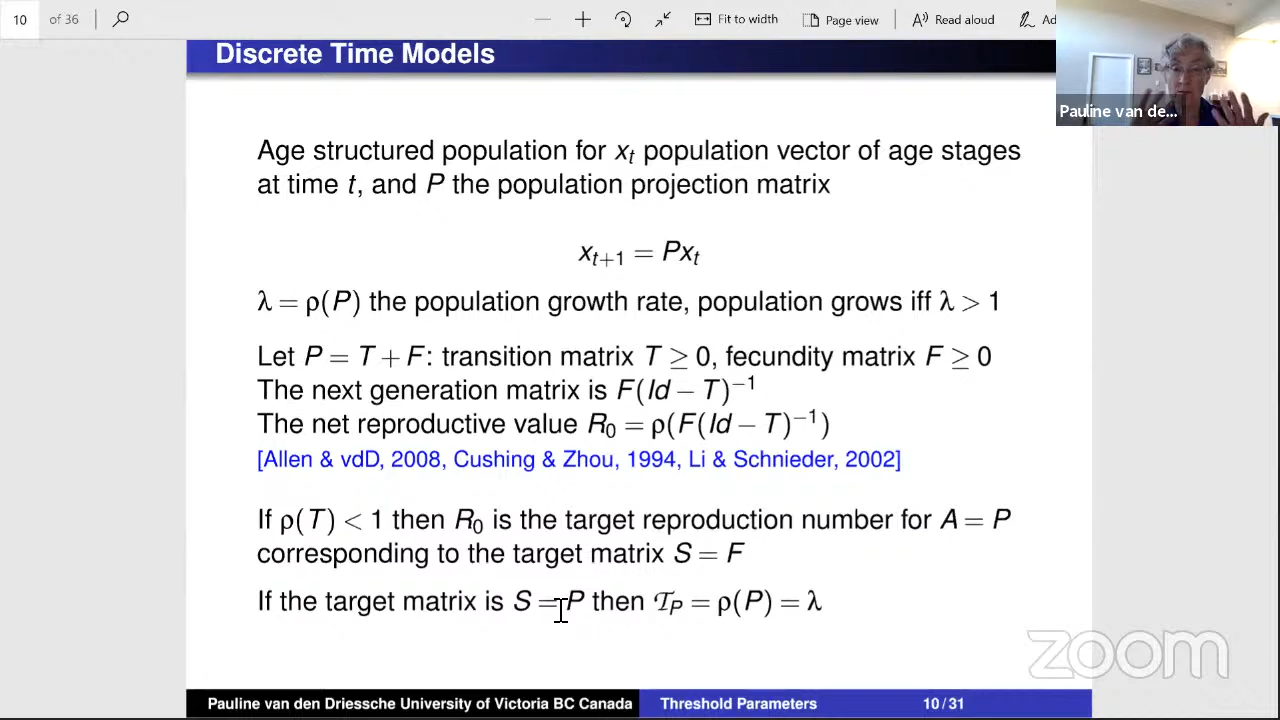 10 of 36 Fit to width Page view Read aloud Ad
Discrete Time Models
Pauline van de...
Age structured population for xₜ population vector of age stages
at time t, and P the population projection matrix
xₜ₊₁ = Pxₜ
λ = ρ(P) the population growth rate, population grows iff λ > 1
Let P = T + F: transition matrix T ≥ 0, fecundity matrix F ≥ 0
The next generation matrix is F(Id − T)⁻¹
The net reproductive value R₀ = ρ(F(Id − T)⁻¹)
[Allen & vdD, 2008, Cushing & Zhou, 1994, Li & Schnieder, 2002]
If ρ(T) < 1 then R₀ is the target reproduction number for A = P
corresponding to the target matrix S = F
If the target matrix is S = P then 𝒯_P = ρ(P) = λ
zoom
Pauline van den Driessche University of Victoria BC Canada Threshold Parameters 10 / 31